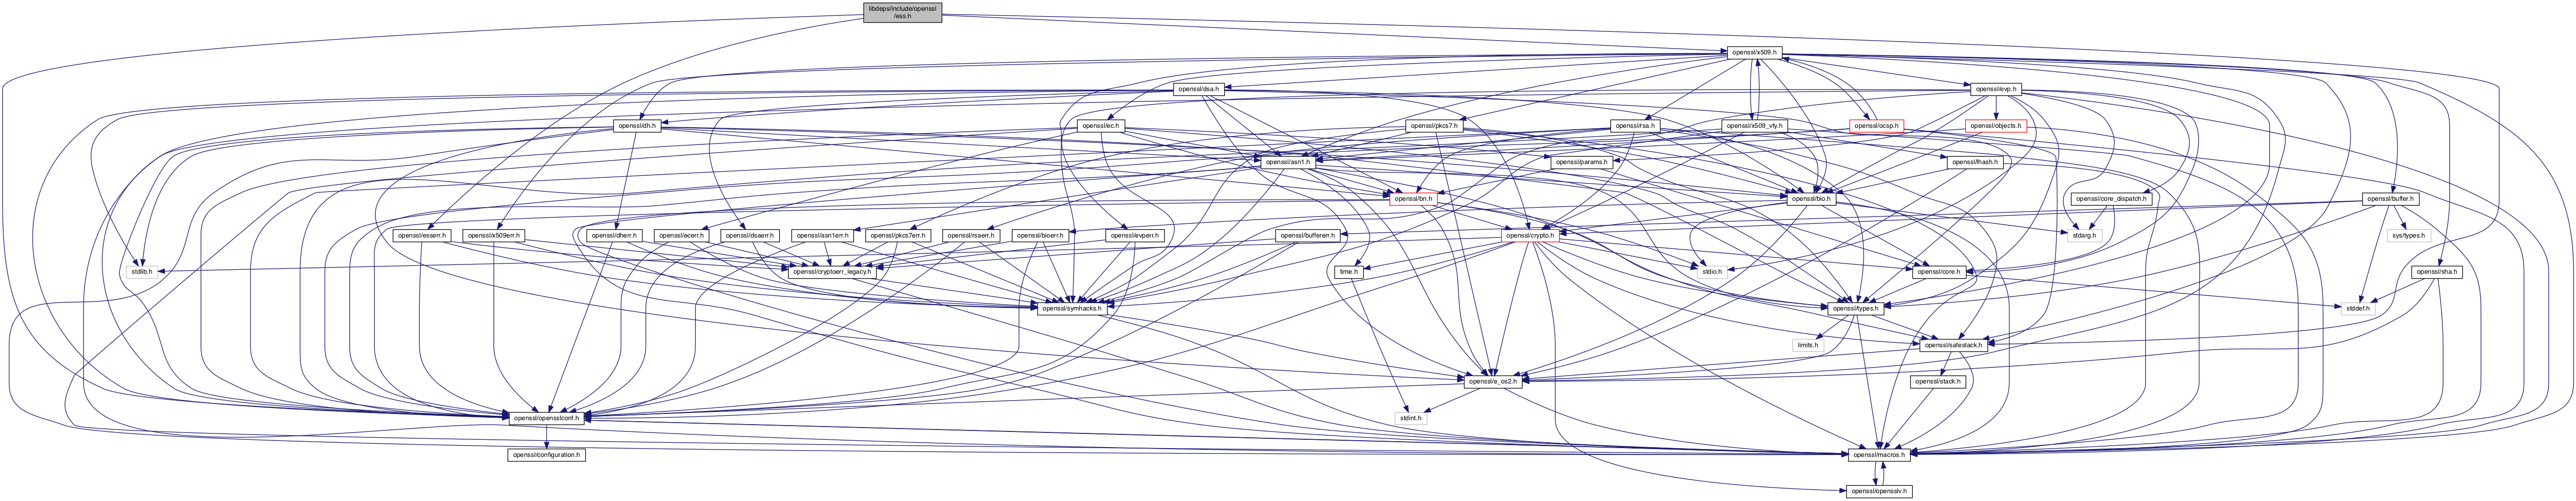 libdeps/include/openssl
/ess.h
openssl/x509.h
openssl/dsa.h
openssl/evp.h
openssl/dh.h
openssl/ec.h
openssl/pkcs7.h
openssl/rsa.h
openssl/x509_vfy.h
openssl/ocsp.h
openssl/objects.h
openssl/asn1.h
openssl/params.h
openssl/lhash.h
openssl/bn.h
openssl/bio.h
openssl/core_dispatch.h
openssl/buffer.h
openssl/esserr.h
openssl/x509err.h
openssl/dherr.h
openssl/ecerr.h
openssl/dsaerr.h
openssl/asn1err.h
openssl/pkcs7err.h
openssl/rsaerr.h
openssl/bioerr.h
openssl/evperr.h
openssl/buffererr.h
openssl/crypto.h
stdarg.h
sys/types.h
stdlib.h
openssl/cryptoerr_legacy.h
time.h
stdio.h
openssl/core.h
openssl/sha.h
openssl/symhacks.h
openssl/types.h
stddef.h
limits.h
openssl/safestack.h
openssl/e_os2.h
openssl/stack.h
openssl/opensslconf.h
stdint.h
openssl/configuration.h
openssl/macros.h
openssl/opensslv.h